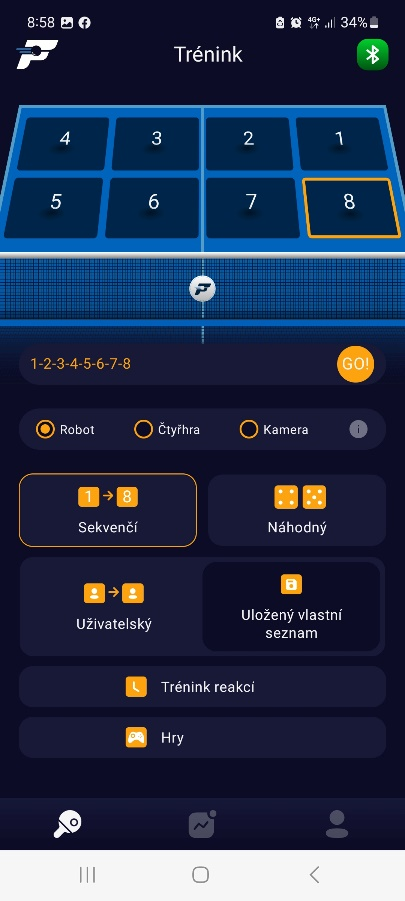 8:58 4G+ 34%
Trénink
4 3 2 1
5 6 7 8
1-2-3-4-5-6-7-8 GO!
Robot Čtyřhra Kamera i
1 8
Sekvenčí Náhodný
Uživatelský
Uložený vlastní
seznam
Trénink reakcí
Hry